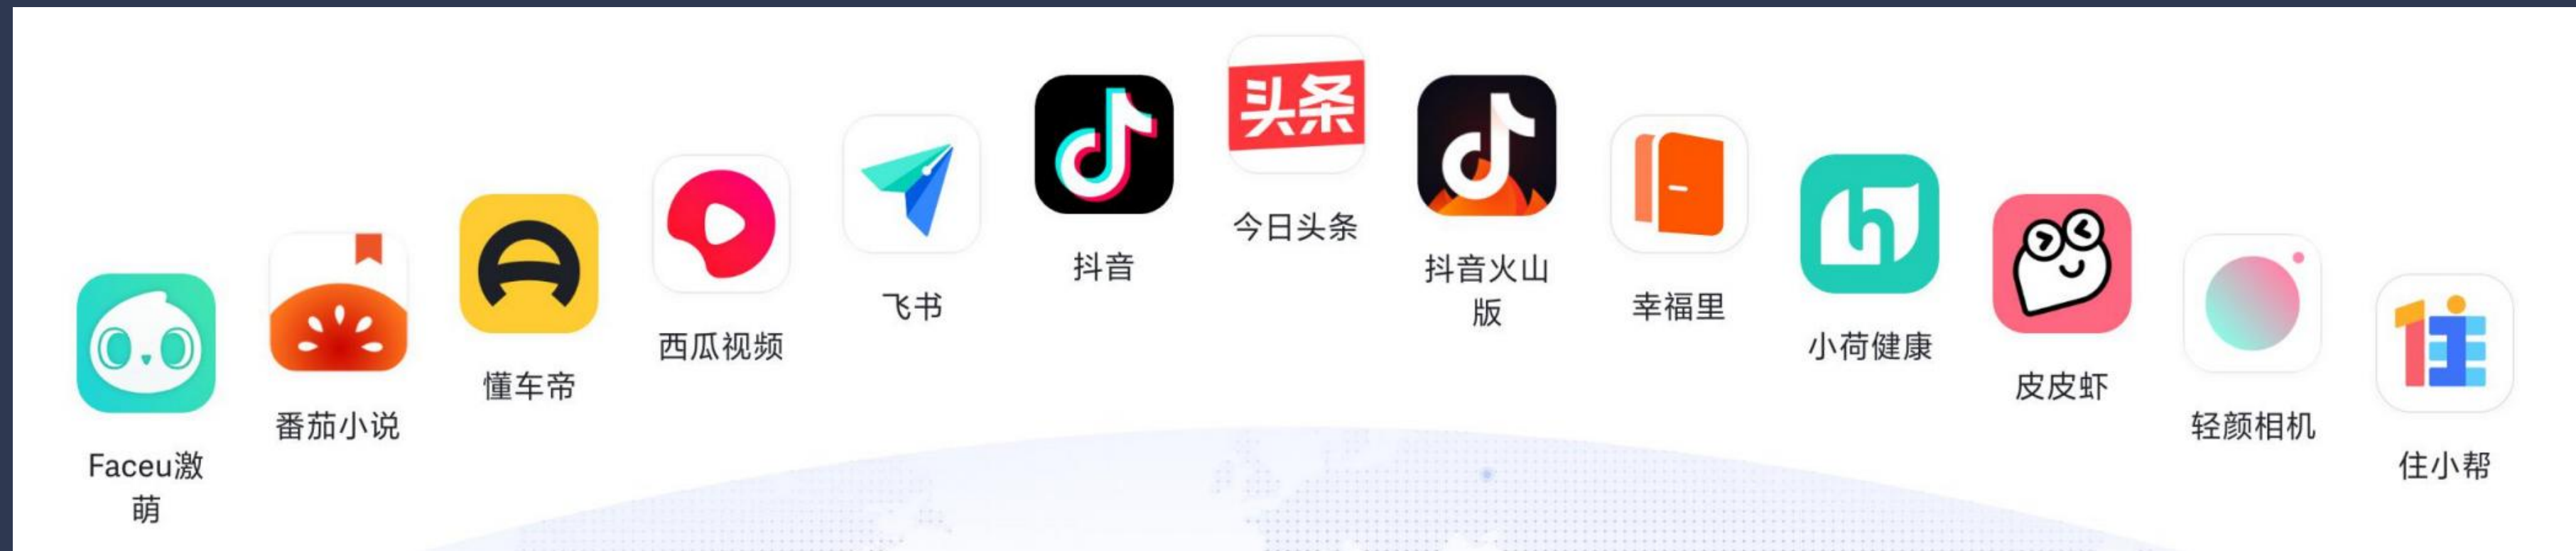 Faceu激
萌
番茄小说
懂车帝
西瓜视频
飞书
抖音
头条
今日头条
抖音火山
版
幸福里
小荷健康
皮皮虾
轻颜相机
住
住小帮